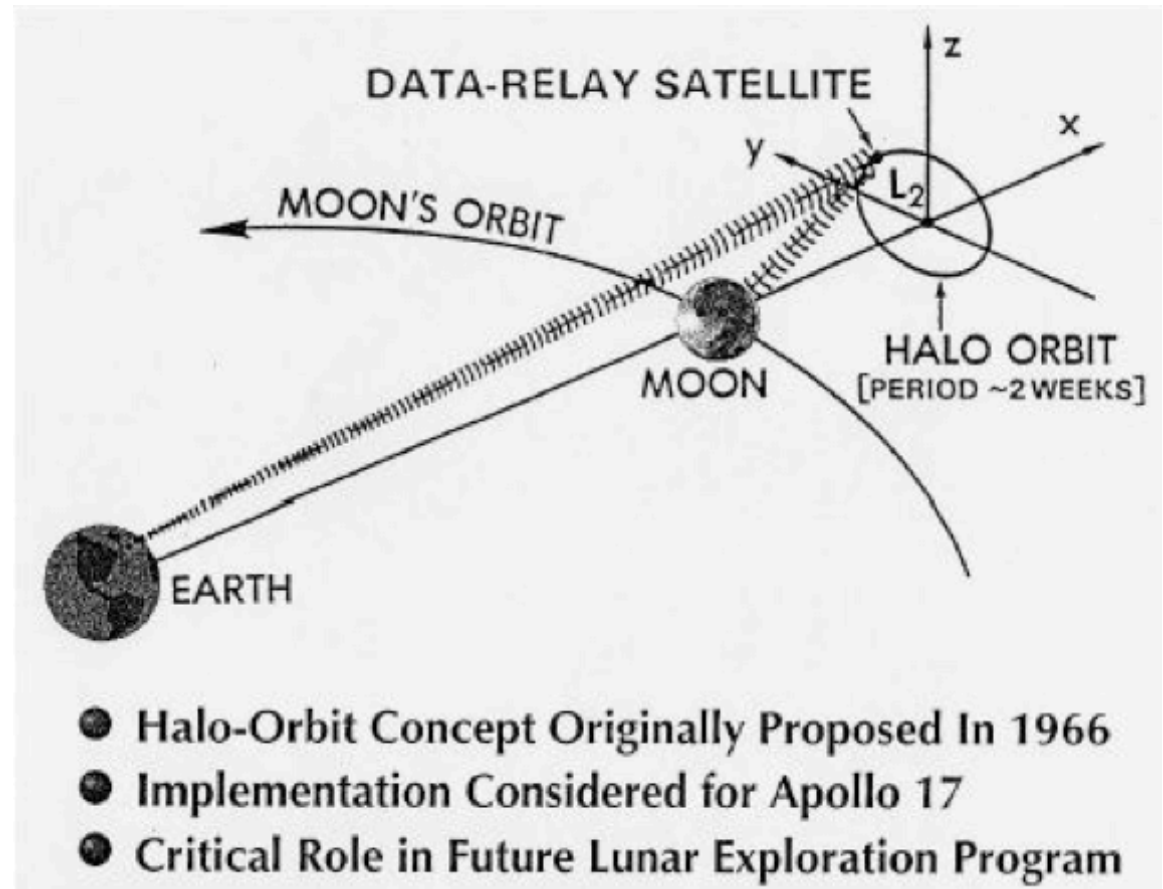 z
DATA-RELAY SATELLITE
x
y
L₂
MOON'S ORBIT
HALO ORBIT
[PERIOD ~2 WEEKS]
MOON
EARTH
Halo-Orbit Concept Originally Proposed In 1966
Implementation Considered for Apollo 17
Critical Role in Future Lunar Exploration Program